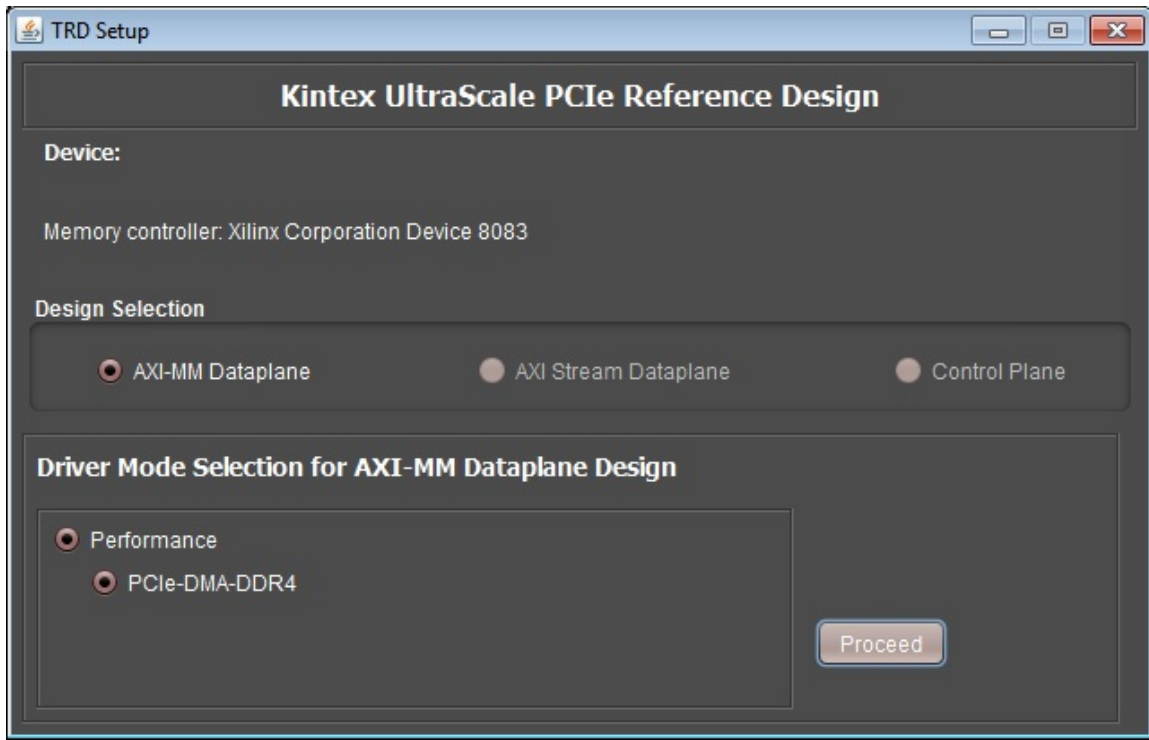 TRD Setup
Kintex UltraScale PCIe Reference Design
Device:
Memory controller: Xilinx Corporation Device 8083
Design Selection
AXI-MM Dataplane AXI Stream Dataplane Control Plane
Driver Mode Selection for AXI-MM Dataplane Design
Performance
PCIe-DMA-DDR4
Proceed